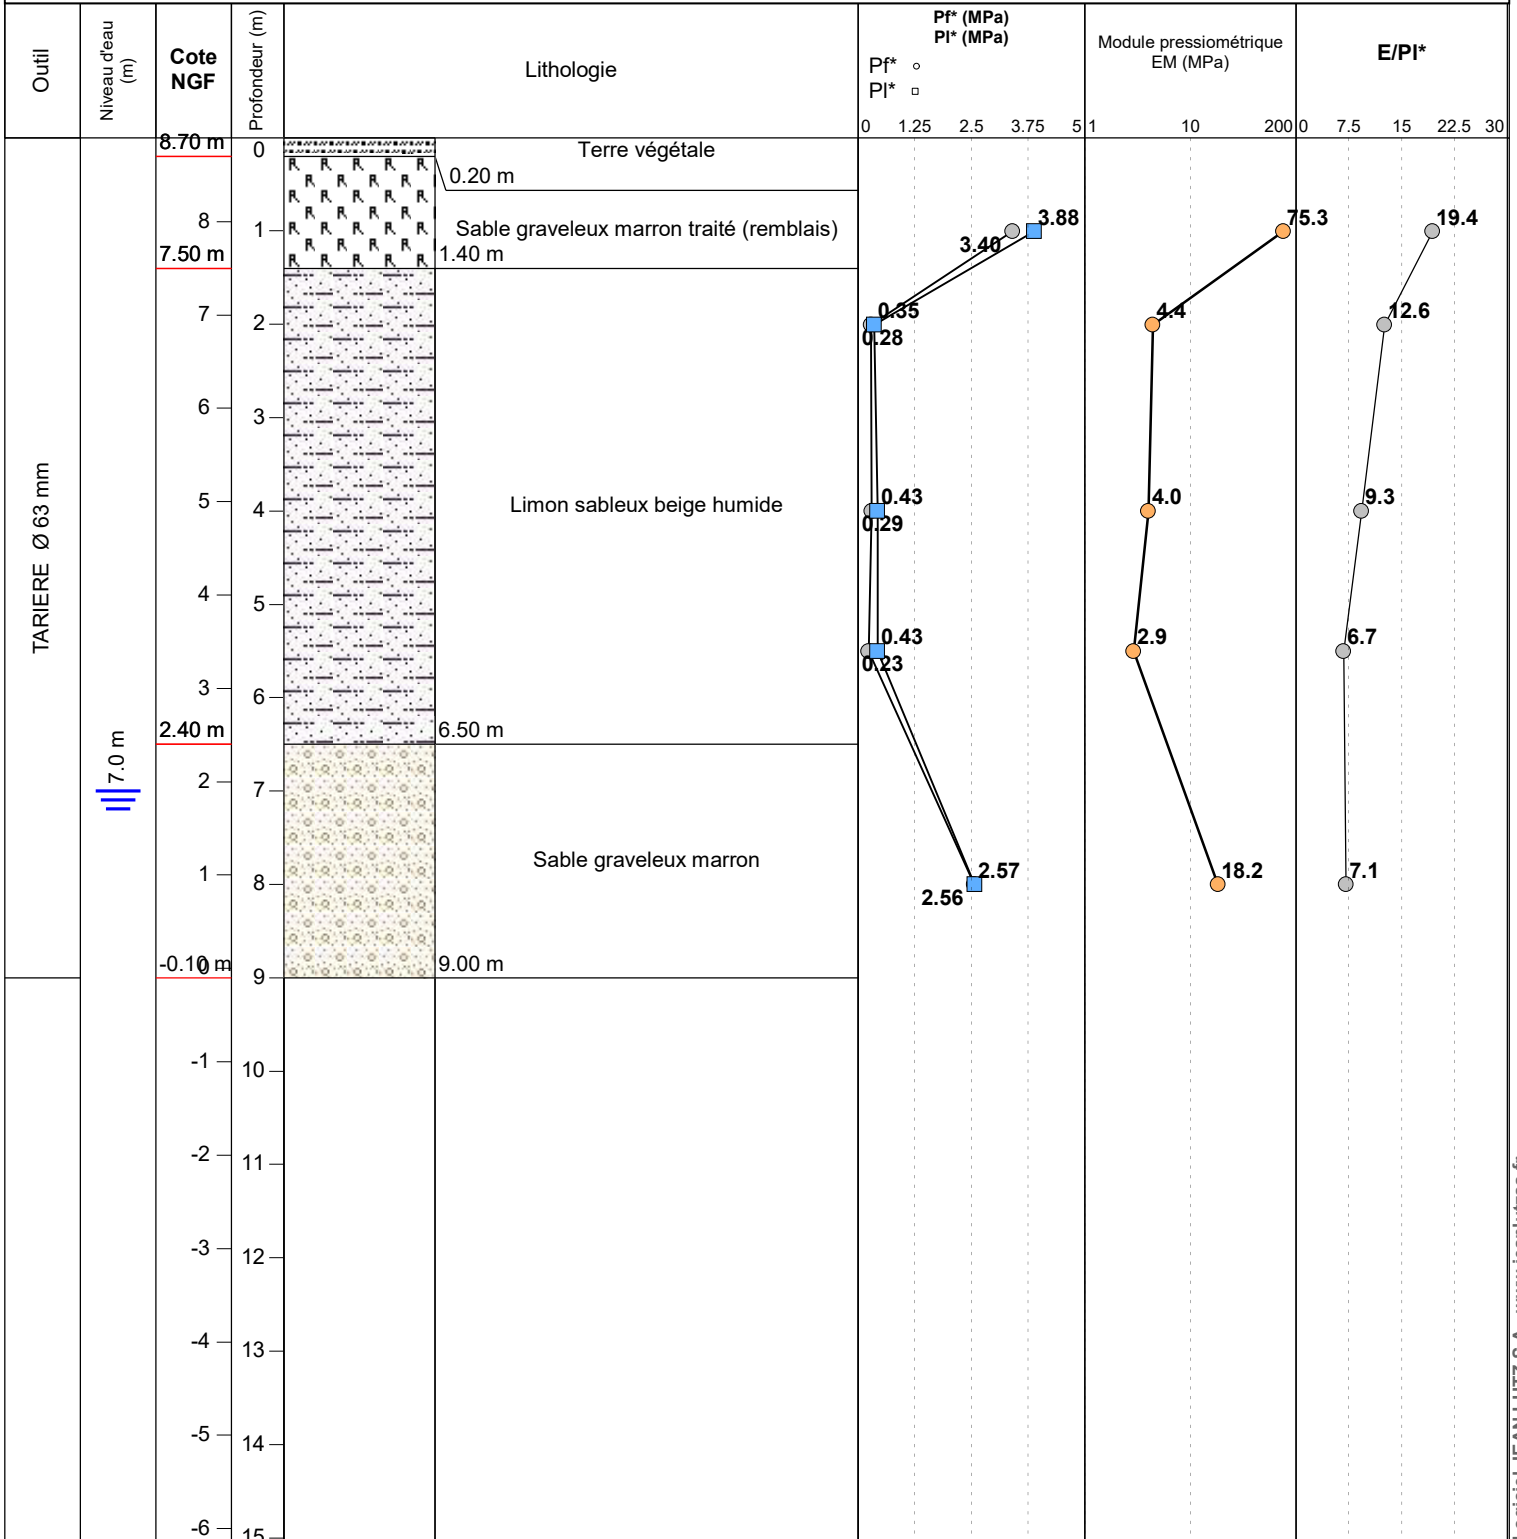 Outil
Niveau d'eau (m)
Cote NGF
Profondeur (m)
Lithologie
Pf* (MPa)
Pl* (MPa)
Pf*
Pl*
Module pressiométrique
EM (MPa)
E/Pl*
0 1.25 2.5 3.75 5
1 10 200
0 7.5 15 22.5 30
TARIERE Ø 63 mm
7.0 m
8.70 m
8
7.50 m
7
6
5
4
3
2.40 m
2
1
-0.10 m
0
-1
-2
-3
-4
-5
-6
0
1
2
3
4
5
6
7
8
9
10
11
12
13
14
15
Terre végétale
0.20 m
Sable graveleux marron traité (remblais)
1.40 m
Limon sableux beige humide
6.50 m
Sable graveleux marron
9.00 m
3.88
3.40
0.35
0.28
0.43
0.29
0.43
0.23
2.57
2.56
75.3
4.4
4.0
2.9
18.2
19.4
12.6
9.3
6.7
7.1